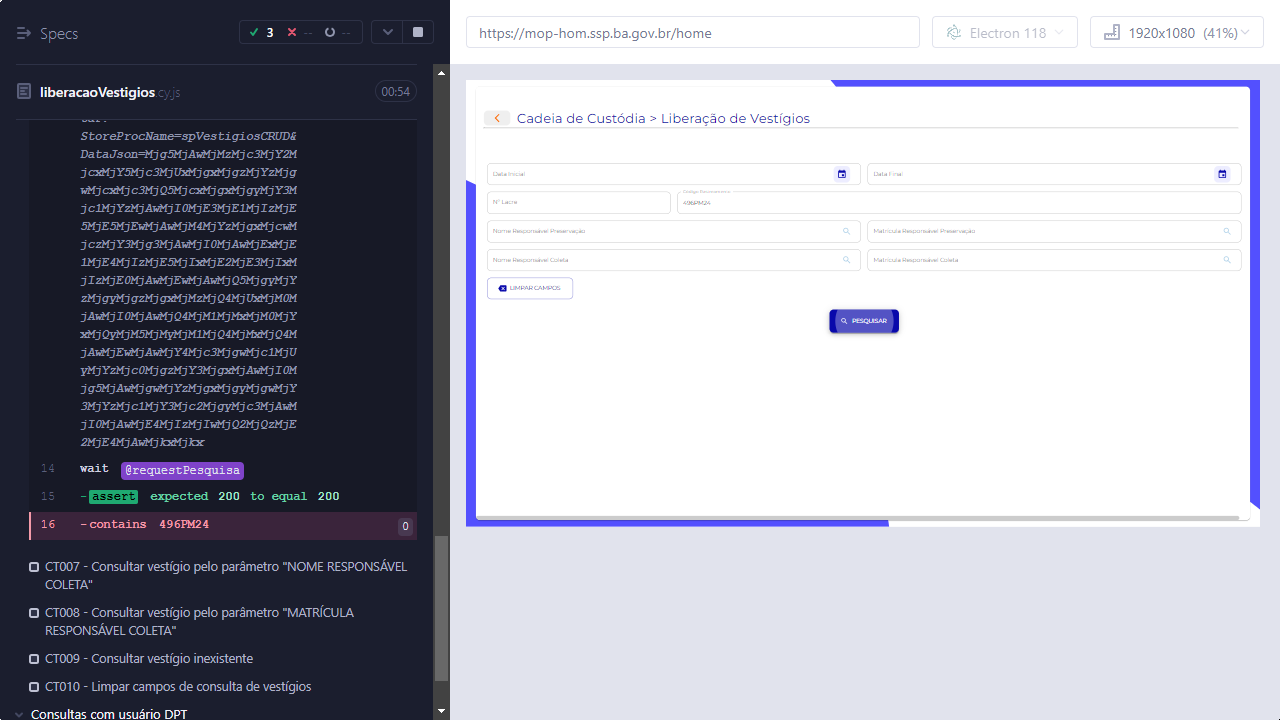 Specs
3
--
--
https://mop-hom.ssp.ba.gov.br/home
Electron 118
1920x1080 (41%)
liberacaoVestigios.cy.js
00:54
StoreProcName=spVestigiosCRUD&
DataJson=Mjg5MjAwMjMzMjc3MjY2M
jcxMjY5Mjc3MjUxMjgxMjgzMjYzMjg
wMjcxMjc3MjQ5MjgxMjgxMjgyMjY3M
jc1MjYzMjAwMjI0MjE3MjE1MjIzMjE
5MjE5MjEwMjAwMjM4MjYzMjgxMjcwM
jczMjY3Mjg3MjAwMjI0MjAwMjExMjE
1MjE4MjIzMjE5MjIxMjE2MjE3MjIxM
jIzMjE0MjAwMjEwMjAwMjQ5MjgyMjY
zMjgyMjgzMjgxMjMzMjQ4MjUxMjM0M
jAwMjI0MjAwMjQ4MjM1MjMxMjM0MjY
xMjQyMjM5MjMyMjM1MjQ4MjMxMjQ4M
jAwMjEwMjAwMjY4Mjc3MjgwMjc1MjU
yMjYzMjc0MjgzMjY3MjgxMjAwMjI0M
jg5MjAwMjgwMjYzMjgxMjgyMjgwMjY
3MjYzMjc1MjY3Mjc2MjgyMjc3MjAwM
jI0MjAwMjE4MjIzMjIwMjQ2MjQzMjE
2MjE4MjAwMjkxMjkx
14 wait @requestPesquisa
15 -assert expected 200 to equal 200
16 -contains 496PM24 0
CT007 - Consultar vestígio pelo parâmetro "NOME RESPONSÁVEL
COLETA"
CT008 - Consultar vestígio pelo parâmetro "MATRÍCULA
RESPONSÁVEL COLETA"
CT009 - Consultar vestígio inexistente
CT010 - Limpar campos de consulta de vestígios
Consultas com usuário DPT
Cadeia de Custódia > Liberação de Vestígios
Data Inicial
Data Final
Nº Lacre
496PM24
Nome Responsável Preservação
Matrícula Responsável Preservação
Nome Responsável Coleta
Matrícula Responsável Coleta
LIMPAR CAMPOS
PESQUISAR